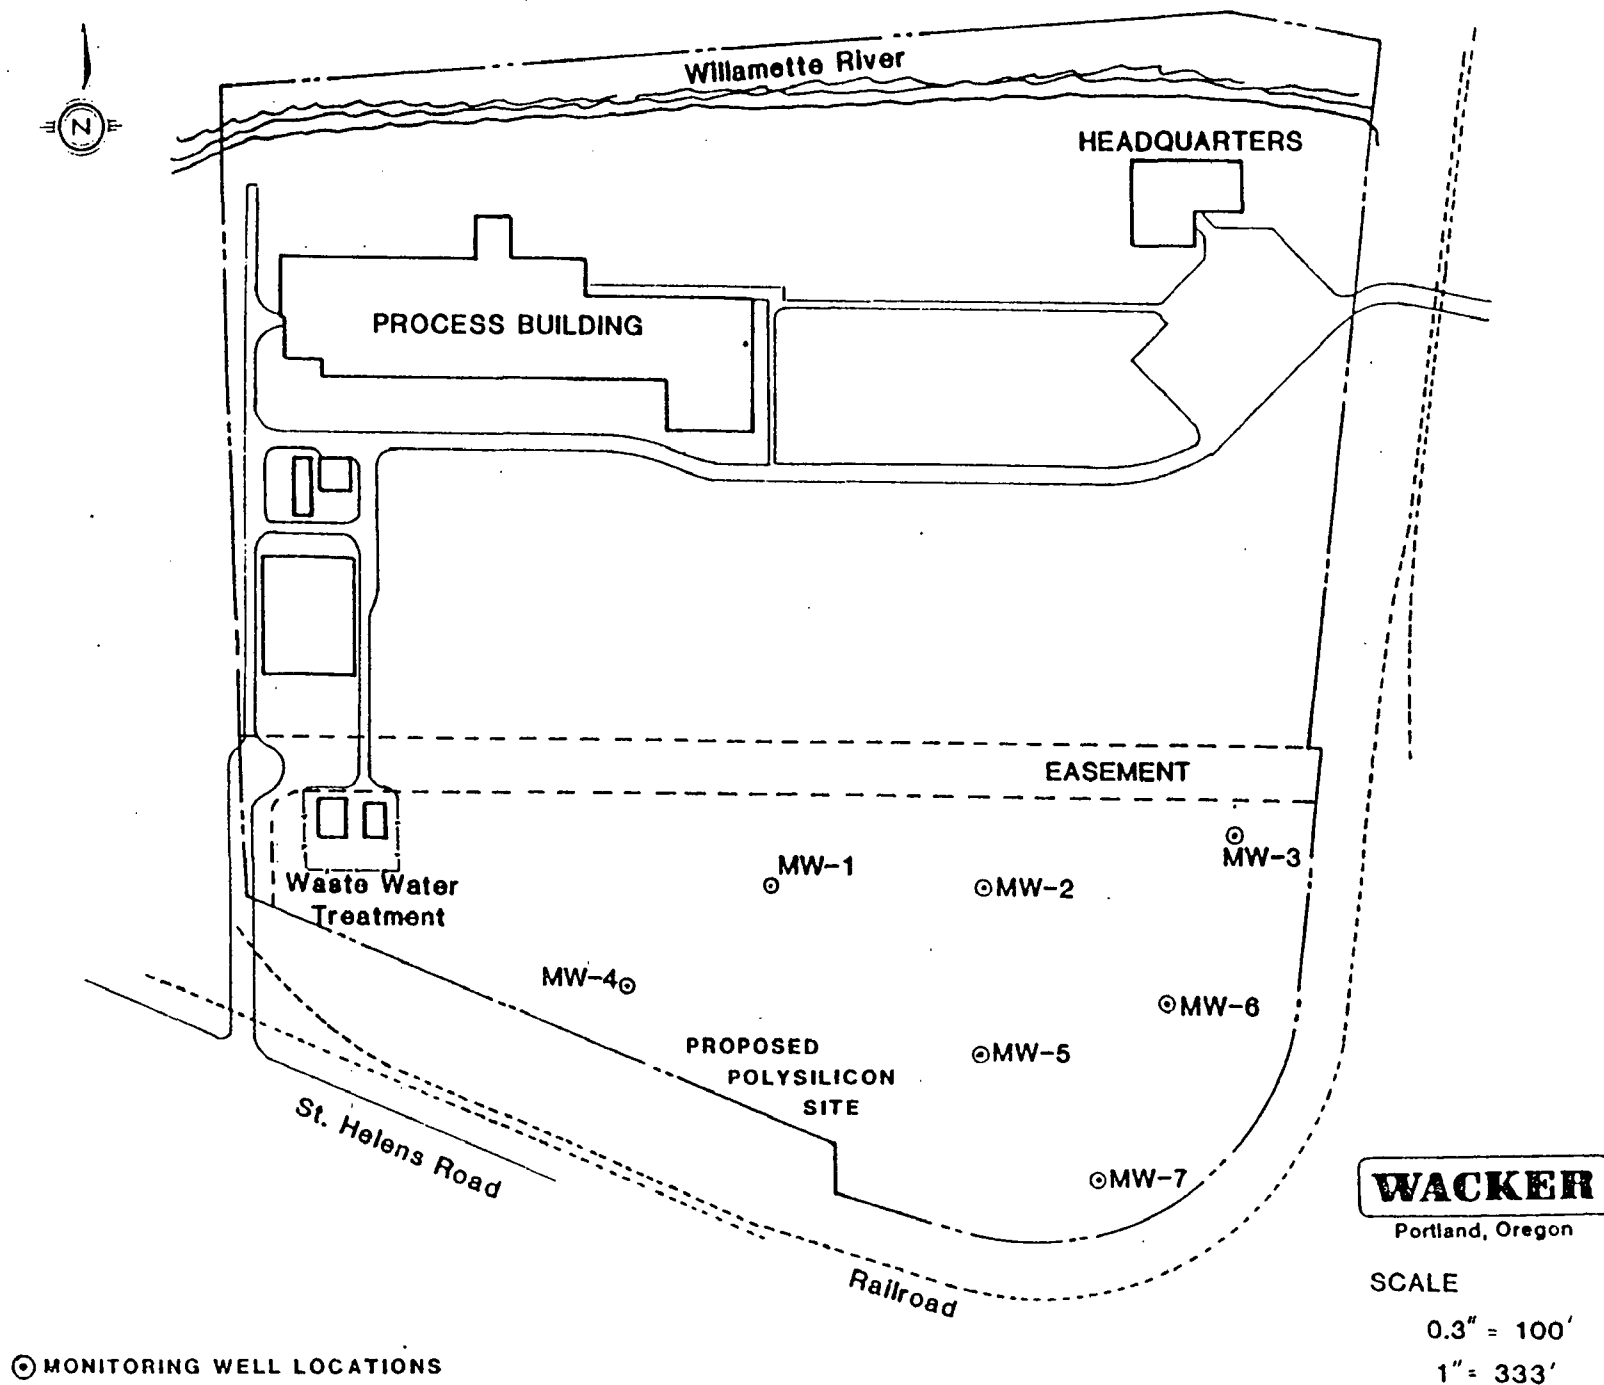 Willamette River
N
HEADQUARTERS
PROCESS BUILDING
EASEMENT
MW-3
MW-1
MW-2
Waste Water
Treatment
MW-4
MW-6
PROPOSED
POLYSILICON
SITE
MW-5
St. Helens Road
MW-7
WACKER
Portland, Oregon
Railroad
SCALE
0.3" = 100'
1" = 333'
MONITORING WELL LOCATIONS